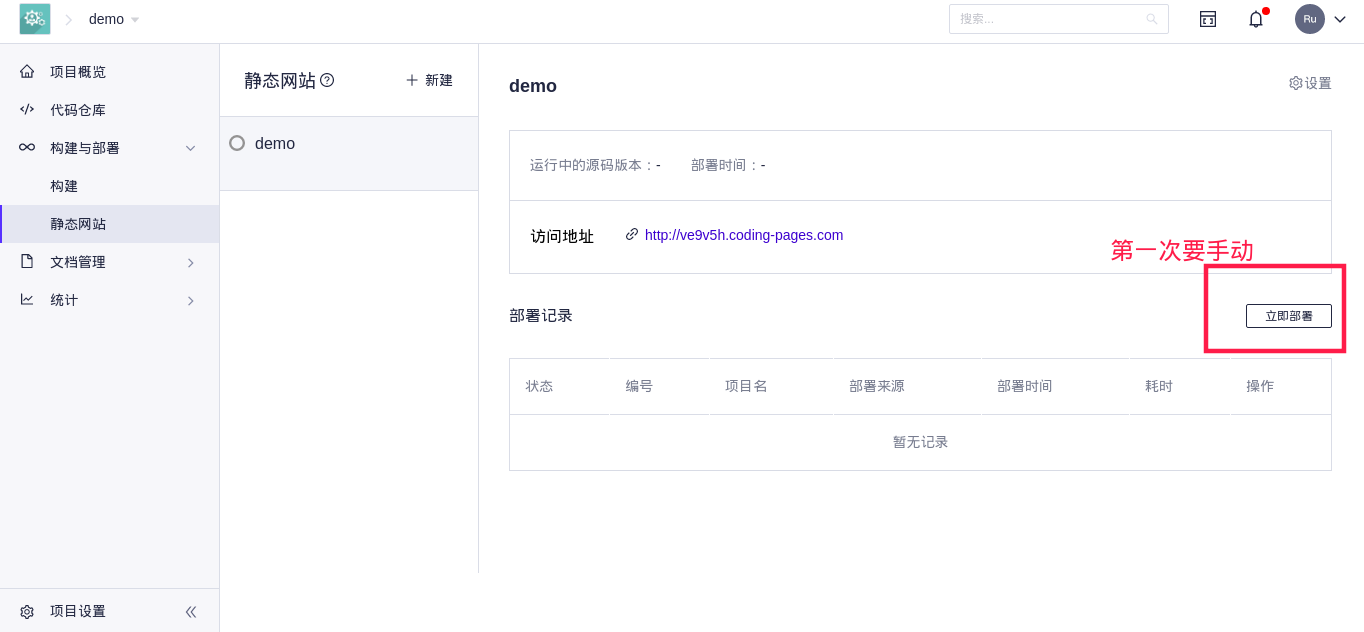 demo
搜索...
Ru
项目概览
代码仓库
构建与部署
构建
静态网站
文档管理
统计
项目设置
静态网站
新建
demo
demo
设置
运行中的源码版本：-
部署时间：-
访问地址
http://ve9v5h.coding-pages.com
第一次要手动
部署记录
立即部署
状态 编号 项目名 部署来源 部署时间 耗时 操作
暂无记录